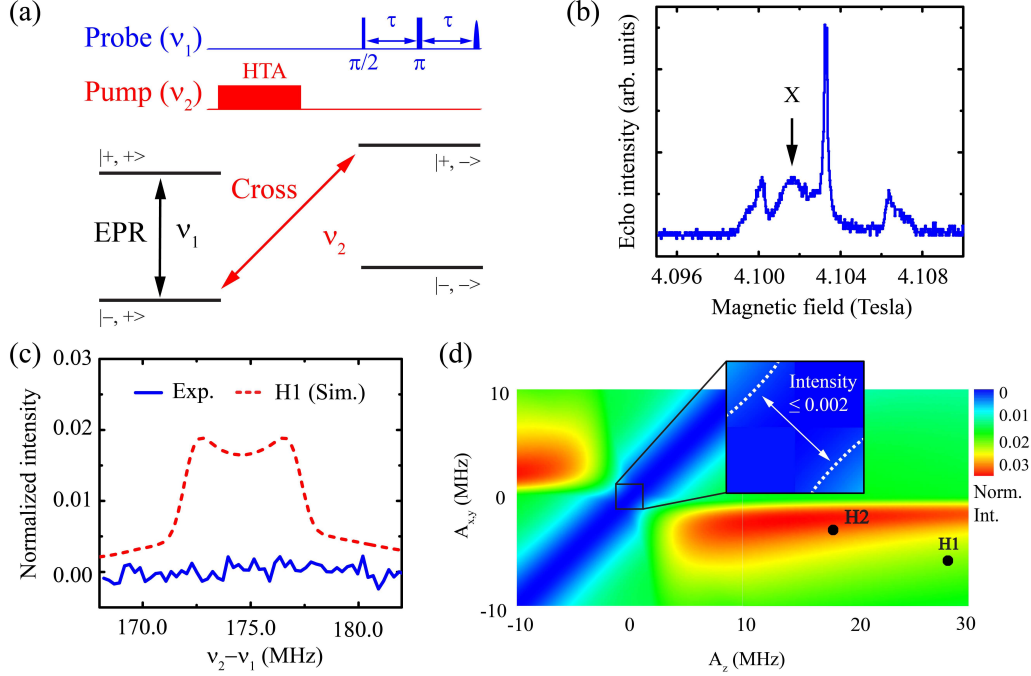 (a)
Probe (ν₁)
τ τ
π/2 π
HTA
Pump (ν₂)
|+, +>
|+, −>
Cross
EPR ν₁
ν₂
|−, −>
|−, +>
(b)
Echo intensity (arb. units)
X
4.096 4.100 4.104 4.108
Magnetic field (Tesla)
(c)
Normalized intensity
0.03
0.02
0.01
0.00
Exp. H1 (Sim.)
170.0 175.0 180.0
ν₂−ν₁ (MHz)
(d)
A_x,y (MHz)
10
0
-10
Intensity
≤ 0.002
H2
H1
0
0.01
0.02
0.03
Norm.
Int.
-10 0 10 20 30
A_z (MHz)